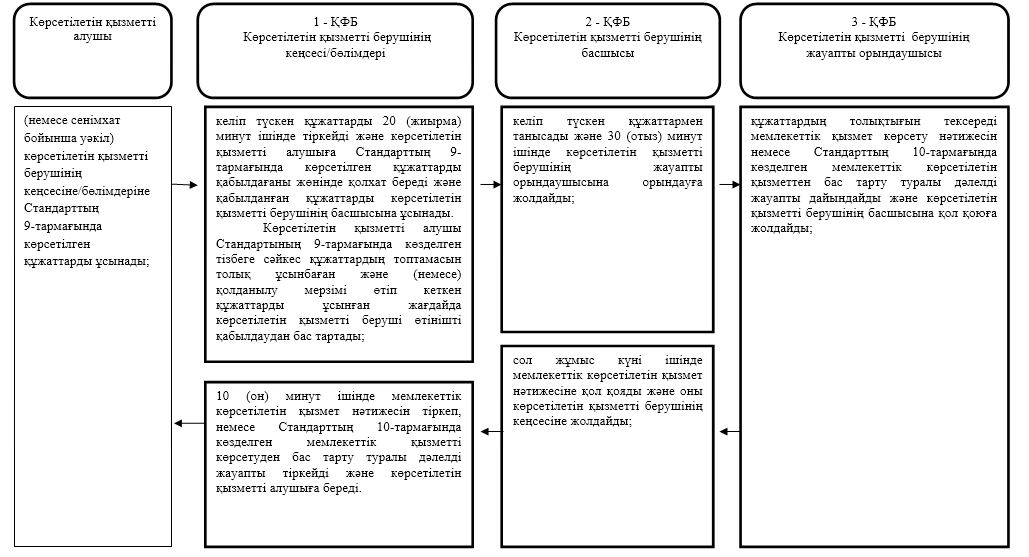 Көрсетілетін қызметті
алушы
1 - ҚФБ
Көрсетілетін қызметті берушінің
кеңсесі/бөлімдері
2 - ҚФБ
Көрсетілетін қызметті берушінің
басшысы
3 - ҚФБ
Көрсетілетін қызметті берушінің
жауапты орындаушысы
(немесе сенімхат
бойынша уәкіл)
көрсетілетін қызметті
берушінің
кеңсесіне/бөлімдеріне
Стандарттың
9-тармағында
көрсетілген
құжаттарды ұсынады;
келіп түскен құжаттарды 20 (жиырма)
минут ішінде тіркейді және көрсетілетін
қызметті алушыға Стандарттың 9-
тармағында көрсетілген құжаттарды
қабылдағаны жөнінде қолхат береді және
қабылданған құжаттарды көрсетілетін
қызметті берушінің басшысына ұсынады.
Көрсетілетін қызметті алушы
Стандартының 9-тармағында көзделген
тізбеге сәйкес құжаттардың топтамасын
толық ұсынбаған және (немесе)
қолданылу мерзімі өтіп кеткен
құжаттарды ұсынған жағдайда
көрсетілетін қызметті беруші өтінішті
қабылдаудан бас тартады;
келіп түскен құжаттармен
танысады және 30 (отыз) минут
ішінде көрсетілетін қызметті
берушінің жауапты
орындаушысына орындауға
жолдайды;
құжаттардың толықтығын тексереді
мемлекеттік қызмет көрсету нәтижесін
немесе Стандарттың 10-тармағында
көзделген мемлекеттік көрсетілетін
қызметтен бас тарту туралы дәлелді
жауапты дайындайды және көрсетілетін
қызметті берушінің басшысына қол қоюға
жолдайды;
10 (он) минут ішінде мемлекеттік
көрсетілетін қызмет нәтижесін тіркеп,
немесе Стандарттың 10-тармағында
көзделген мемлекеттік қызметті
көрсетуден бас тарту туралы дәлелді
жауапты тіркейді және көрсетілетін
қызметті алушыға береді.
сол жұмыс күні ішінде
мемлекеттік көрсетілетін қызмет
нәтижесіне қол қояды және оны
көрсетілетін қызметті берушінің
кеңсесіне жолдайды;